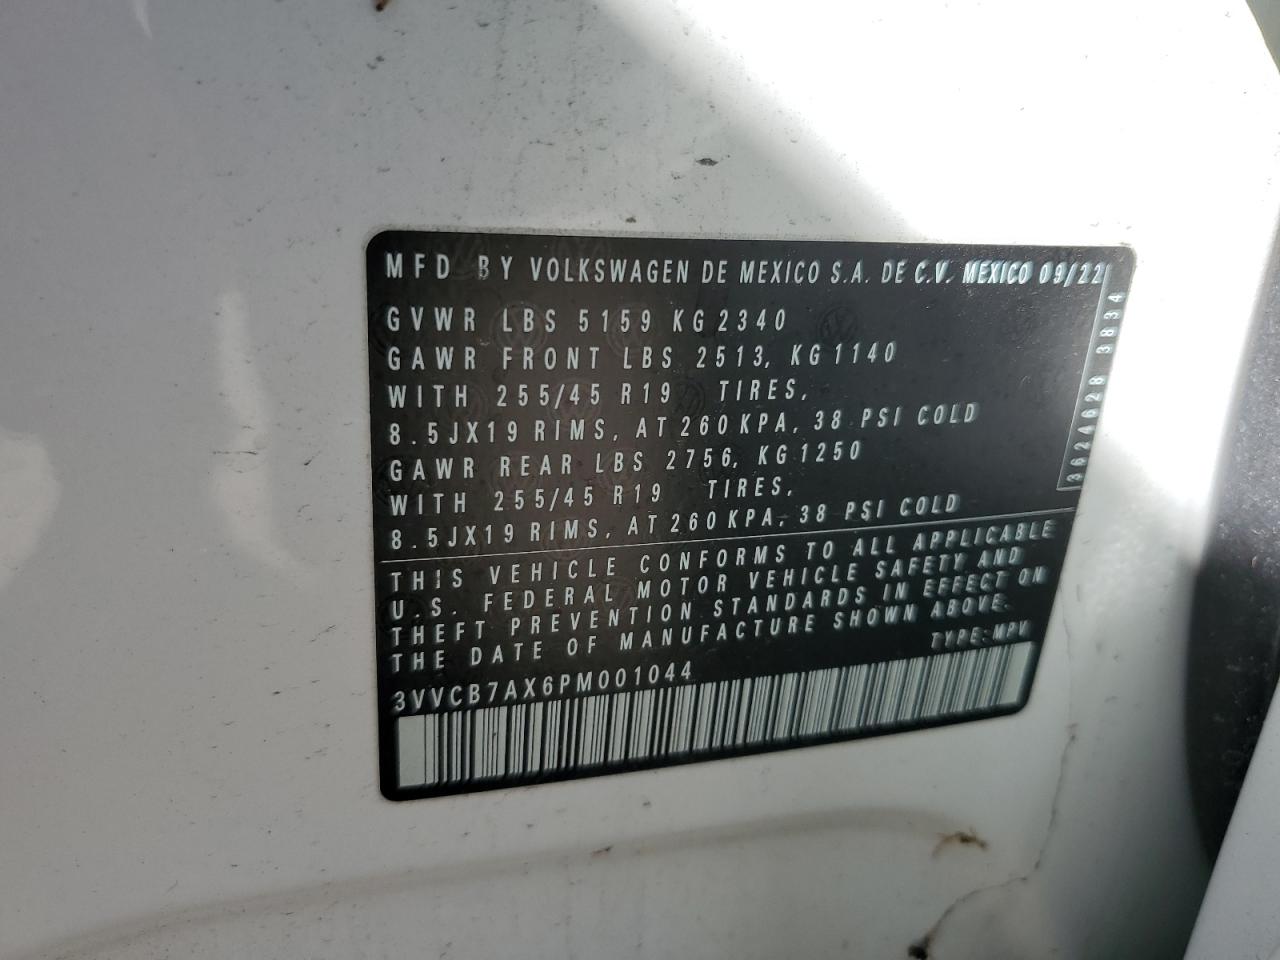 MFD BY VOLKSWAGEN DE MEXICO S.A. DE C.V. MEXICO 09/22
GVWR LBS 5159 KG 2340
GAWR FRONT LBS 2513, KG 1140
WITH 255/45 R19 TIRES,
8.5JX19 RIMS, AT 260 KPA, 38 PSI COLD
GAWR REAR LBS 2756, KG 1250
WITH 255/45 R19 TIRES,
8.5JX19 RIMS, AT 260 KPA, 38 PSI COLD
3624628 3834
THIS VEHICLE CONFORMS TO ALL APPLICABLE
U.S. FEDERAL MOTOR VEHICLE SAFETY AND
THEFT PREVENTION STANDARDS IN EFFECT ON
THE DATE OF MANUFACTURE SHOWN ABOVE.
TYPE: MPV
3VVCB7AX6PM001044